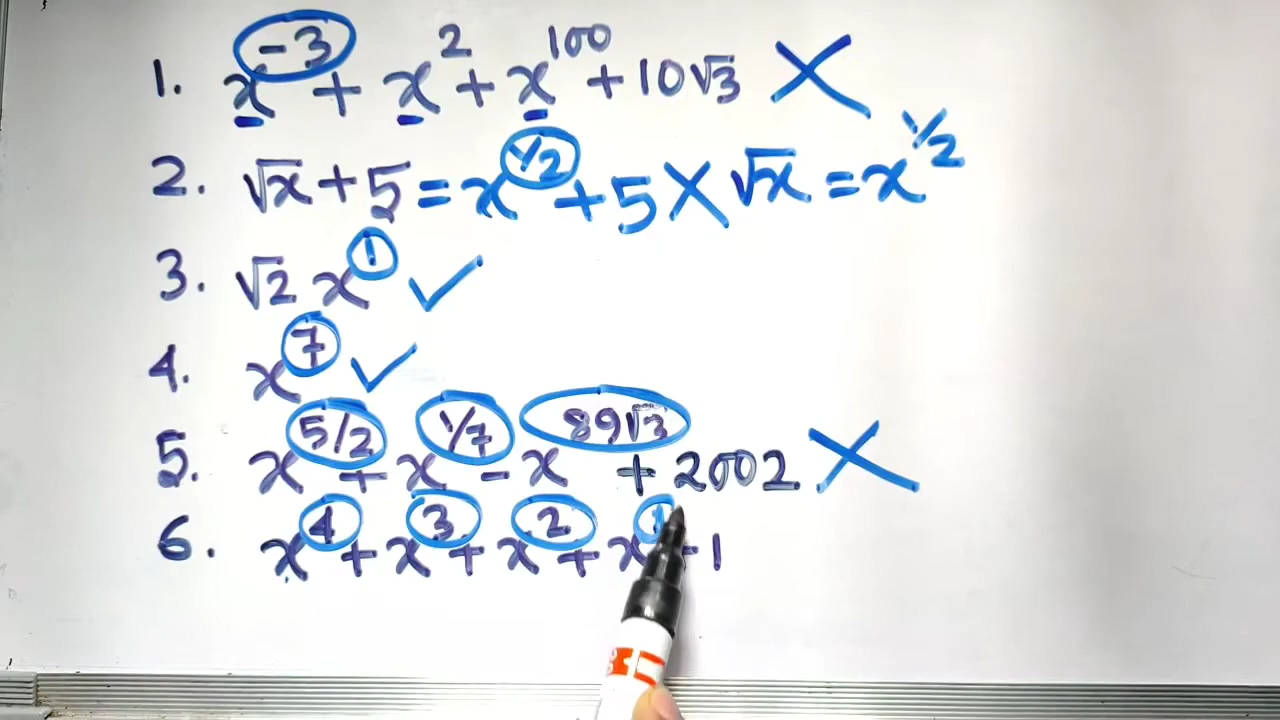 1. x⁻³ + x² + x¹⁰⁰ + 10√3 ✗
2. √x + 5 = x^1/2 + 5 ✗ √x = x^1/2
3. √2 x¹ ✓
4. x⁷ ✓
5. x^5/2 + x^1/7 - x^89√3 + 2002 ✗
6. x⁴ + x³ + x² + x¹ + 1